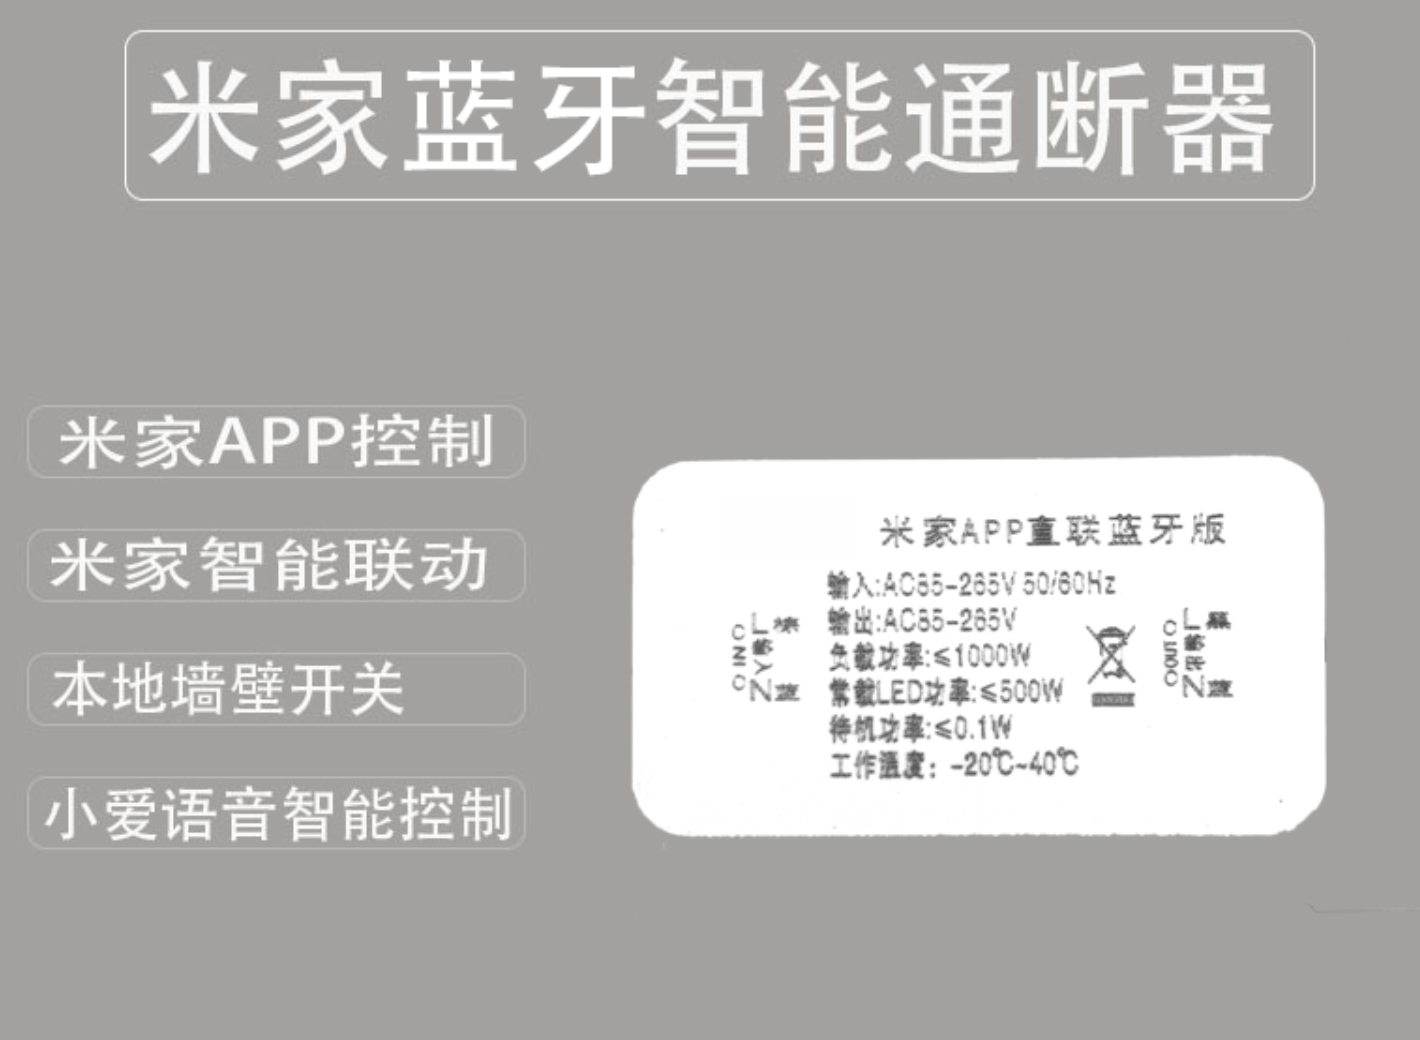 米家蓝牙智能通断器
米家APP控制
米家智能联动
本地墙壁开关
小爱语音智能控制
米家APP直联蓝牙版
输入:AC85-265V 50/60Hz
输出:AC85-265V
负载功率:≤1000W
常载LED功率:≤500W
待机功率:≤0.1W
工作温度：-20℃~40℃
L
N蓝
L
N蓝